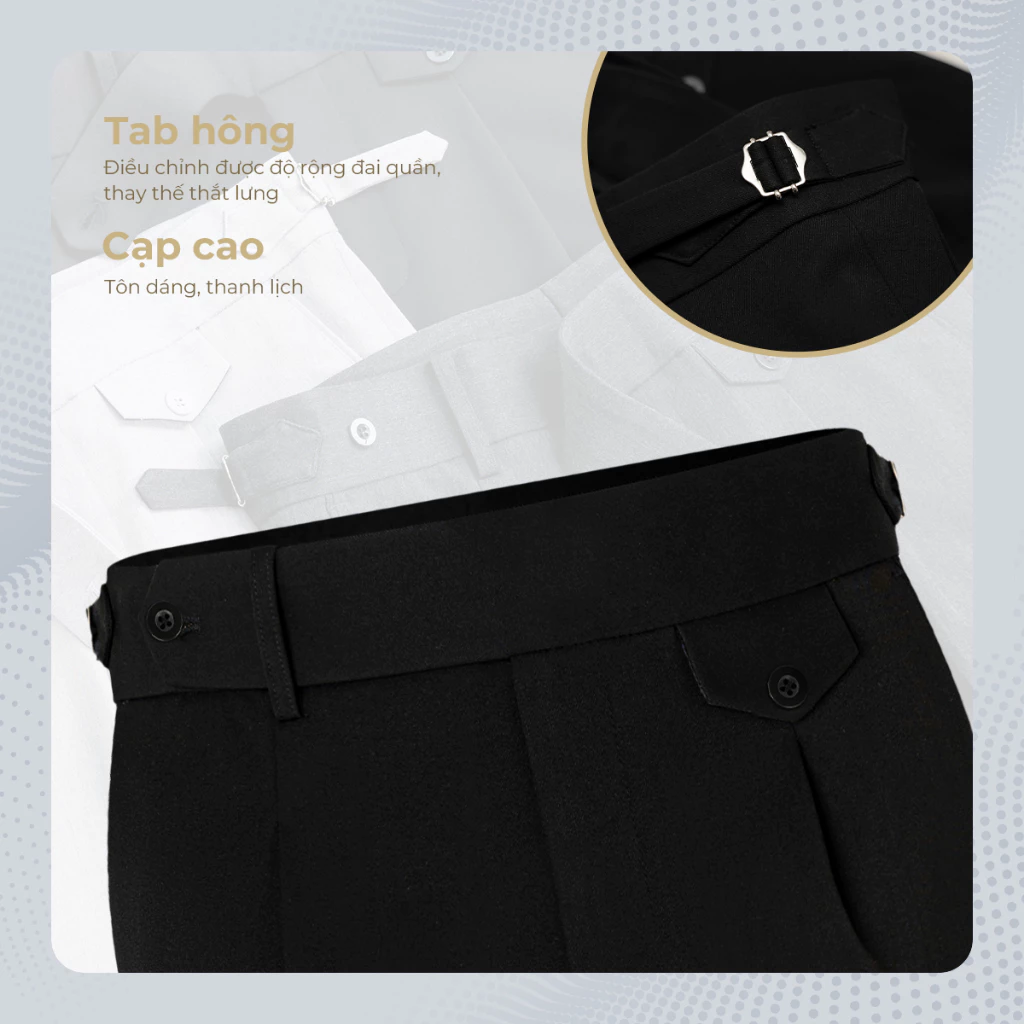 Tab hông
Điều chỉnh được độ rộng đai quần,
thay thế thắt lưng
Cạp cao
Tôn dáng, thanh lịch